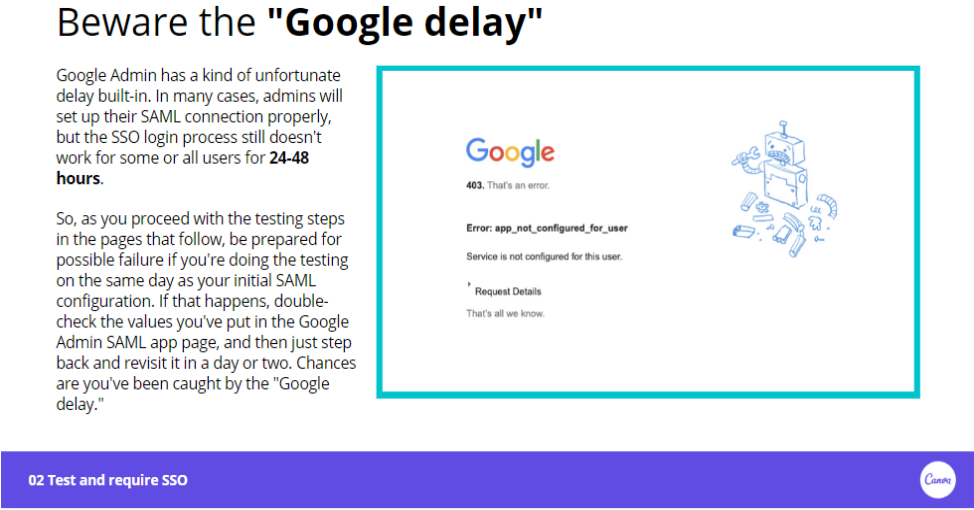 Beware the "Google delay"
Google Admin has a kind of unfortunate
delay built-in. In many cases, admins will
set up their SAML connection properly,
but the SSO login process still doesn't
work for some or all users for 24-48
hours.
So, as you proceed with the testing steps
in the pages that follow, be prepared for
possible failure if you're doing the testing
on the same day as your initial SAML
configuration. If that happens, double-
check the values you've put in the Google
Admin SAML app page, and then just step
back and revisit it in a day or two. Chances
are you've been caught by the "Google
delay."
Google
403. That's an error.
Error: app_not_configured_for_user
Service is not configured for this user.
Request Details
That's all we know.
02 Test and require SSO
Canva